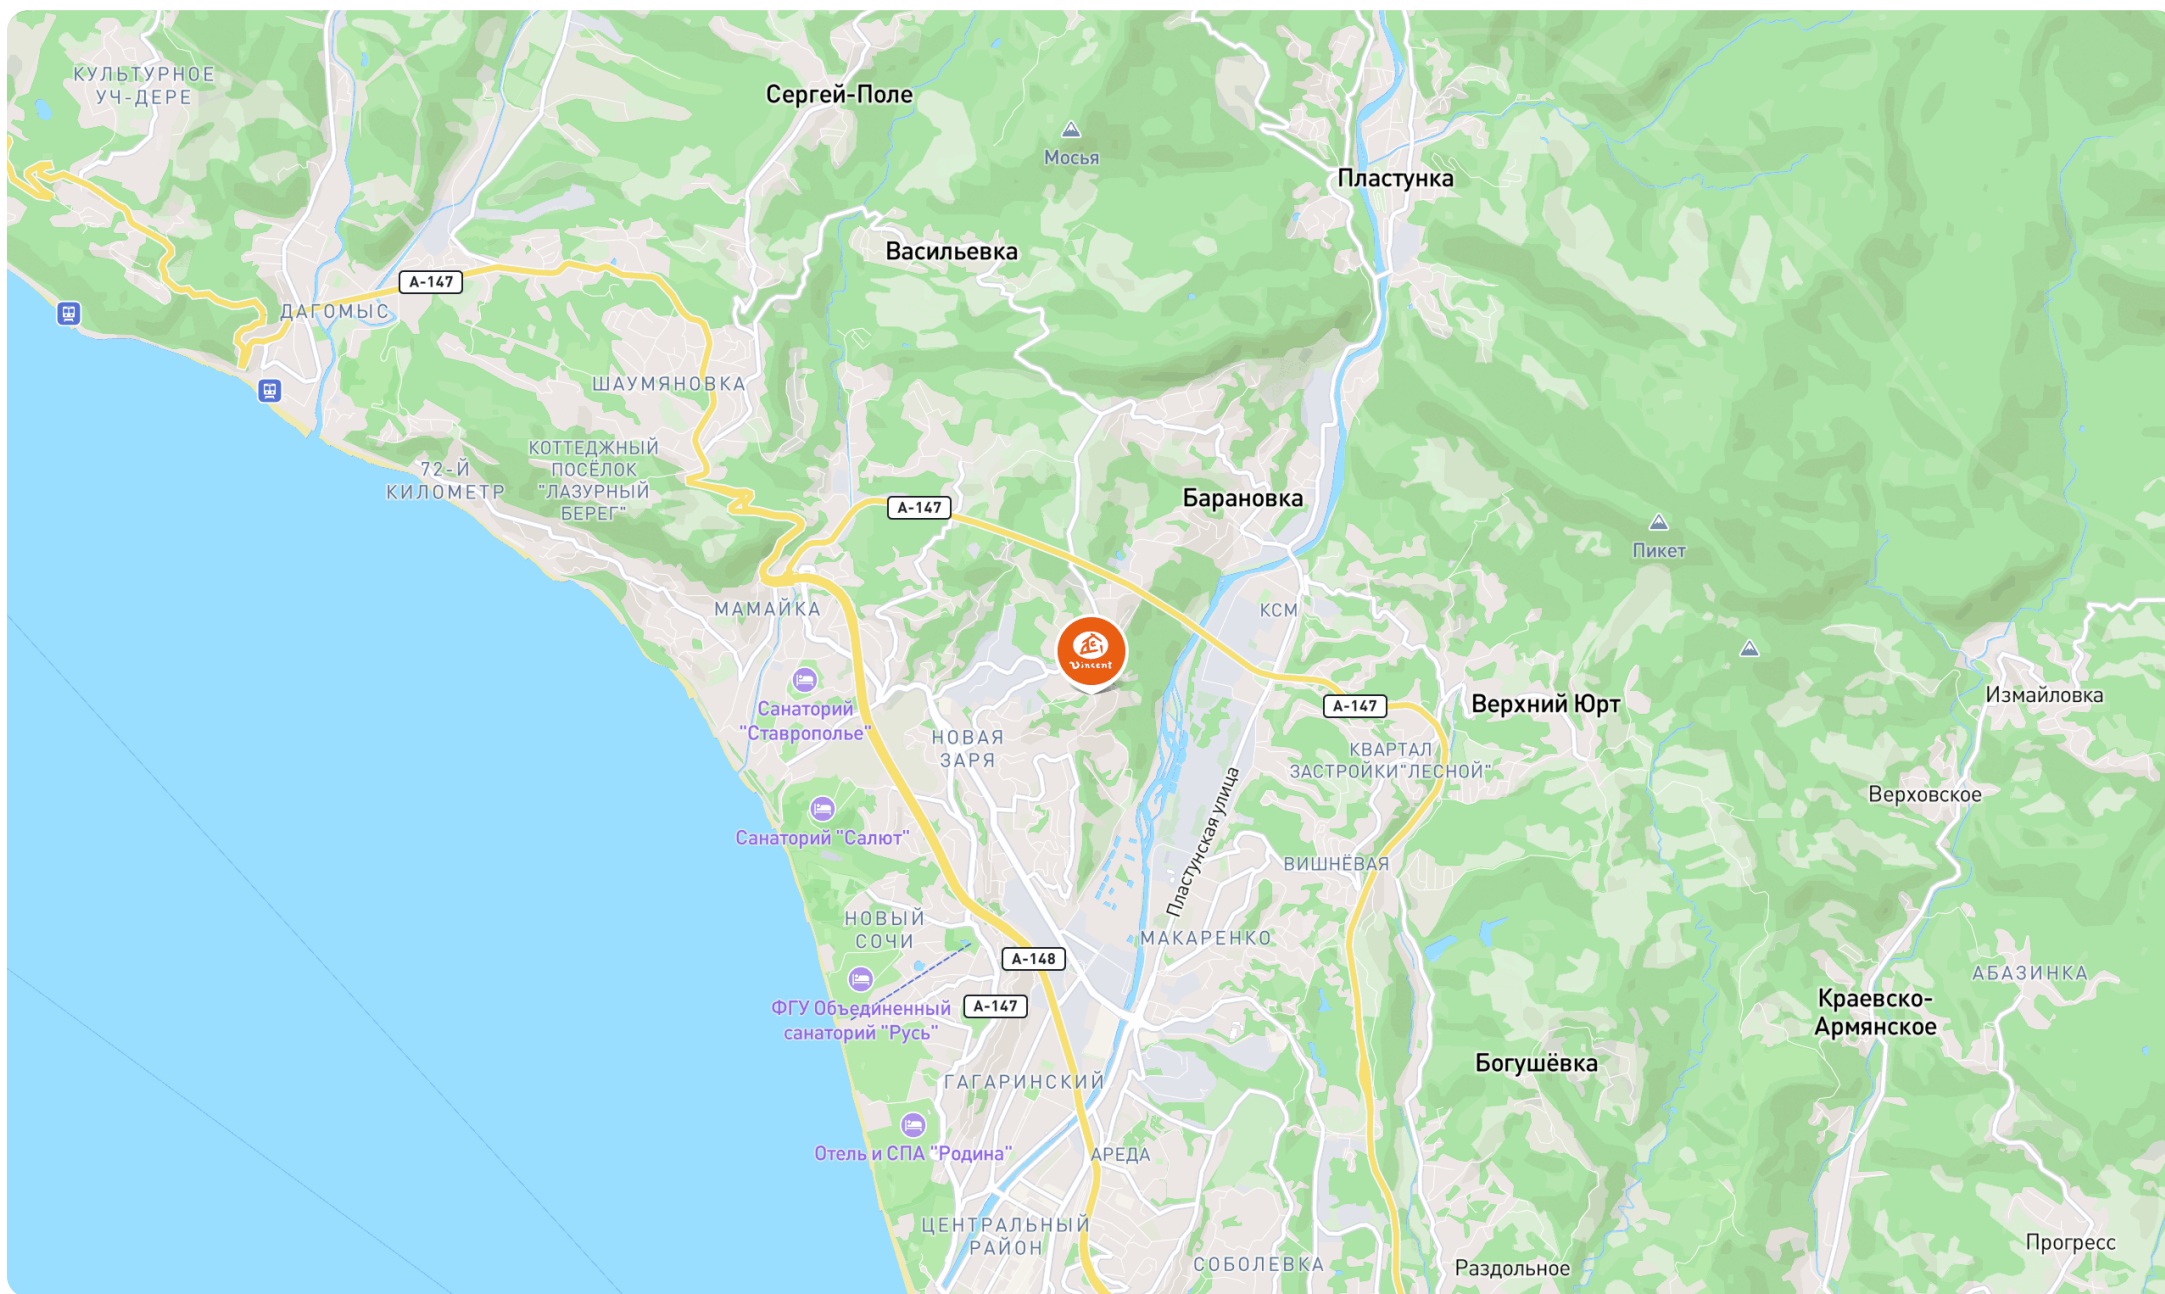 КУЛЬТУРНОЕ
УЧ-ДЕРЕ
Сергей-Поле
Мосья
Пластунка
Васильевка
А-147
ДАГОМЫС
ШАУМЯНОВКА
КОТТЕДЖНЫЙ
ПОСЁЛОК
"ЛАЗУРНЫЙ
БЕРЕГ"
72-Й
КИЛОМЕТР
А-147
Барановка
Пикет
МАМАЙКА
КСМ
Vincent
Санаторий
"Ставрополье"
А-147
Верхний Юрт
Измайловка
НОВАЯ
ЗАРЯ
КВАРТАЛ
ЗАСТРОЙКИ"ЛЕСНОЙ"
Верховское
Санаторий "Салют"
Пластунская улица
ВИШНЁВАЯ
НОВЫЙ
СОЧИ
МАКАРЕНКО
А-148
АБАЗИНКА
ФГУ Объединенный
санаторий "Русь"
А-147
Краевско-
Армянское
Богушёвка
ГАГАРИНСКИЙ
Отель и СПА "Родина"
АРЕДА
ЦЕНТРАЛЬНЫЙ
РАЙОН
СОБОЛЕВКА
Раздольное
Прогресс